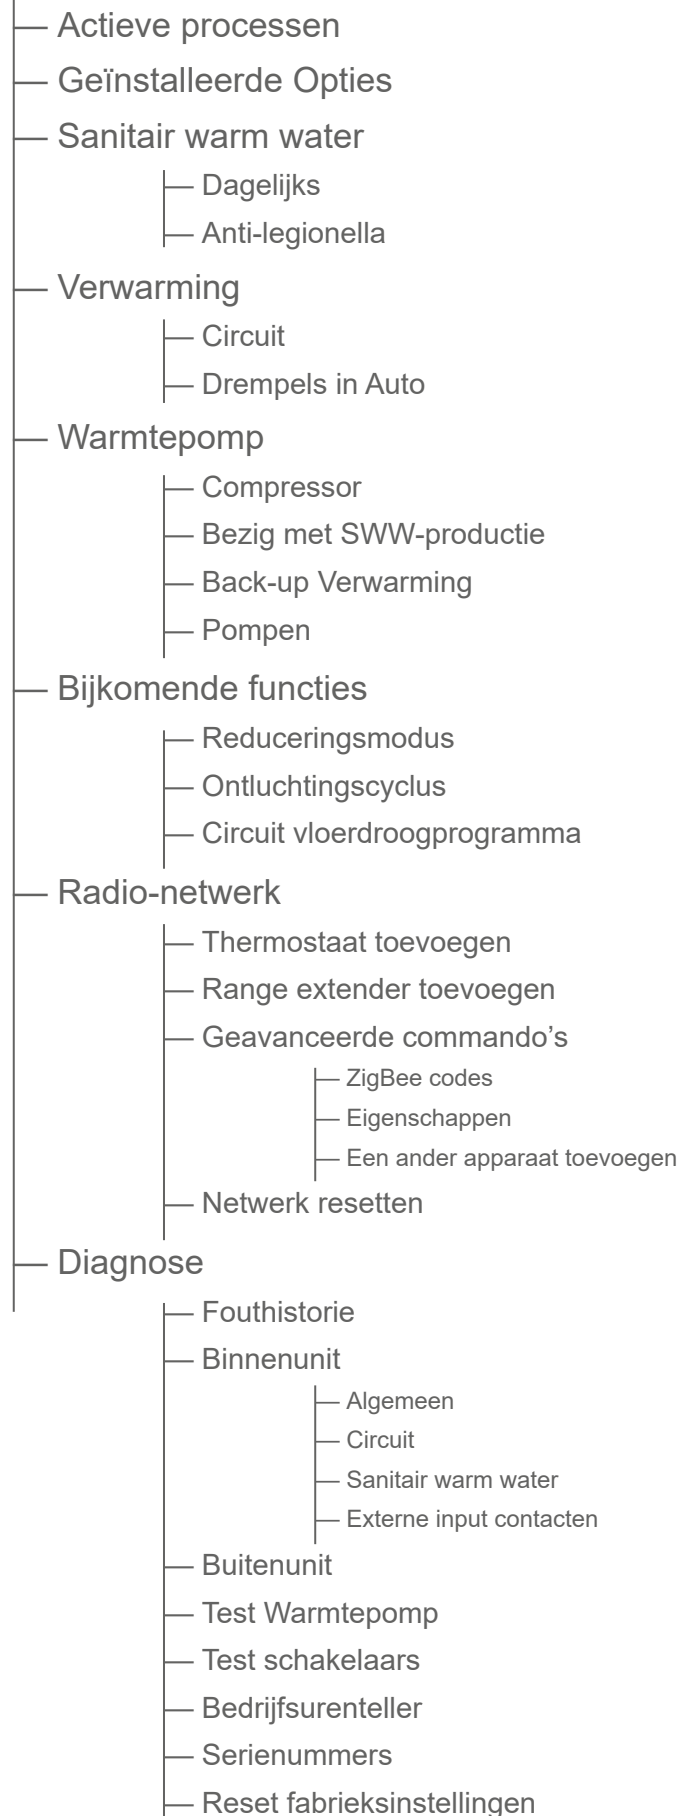 Actieve processen
Geïnstalleerde Opties
Sanitair warm water
Dagelijks
Anti-legionella
Verwarming
Circuit
Drempels in Auto
Warmtepomp
Compressor
Bezig met SWW-productie
Back-up Verwarming
Pompen
Bijkomende functies
Reduceringsmodus
Ontluchtingscyclus
Circuit vloerdroogprogramma
Radio-netwerk
Thermostaat toevoegen
Range extender toevoegen
Geavanceerde commando’s
ZigBee codes
Eigenschappen
Een ander apparaat toevoegen
Netwerk resetten
Diagnose
Fouthistorie
Binnenunit
Algemeen
Circuit
Sanitair warm water
Externe input contacten
Buitenunit
Test Warmtepomp
Test schakelaars
Bedrijfsurenteller
Serienummers
Reset fabrieksinstellingen